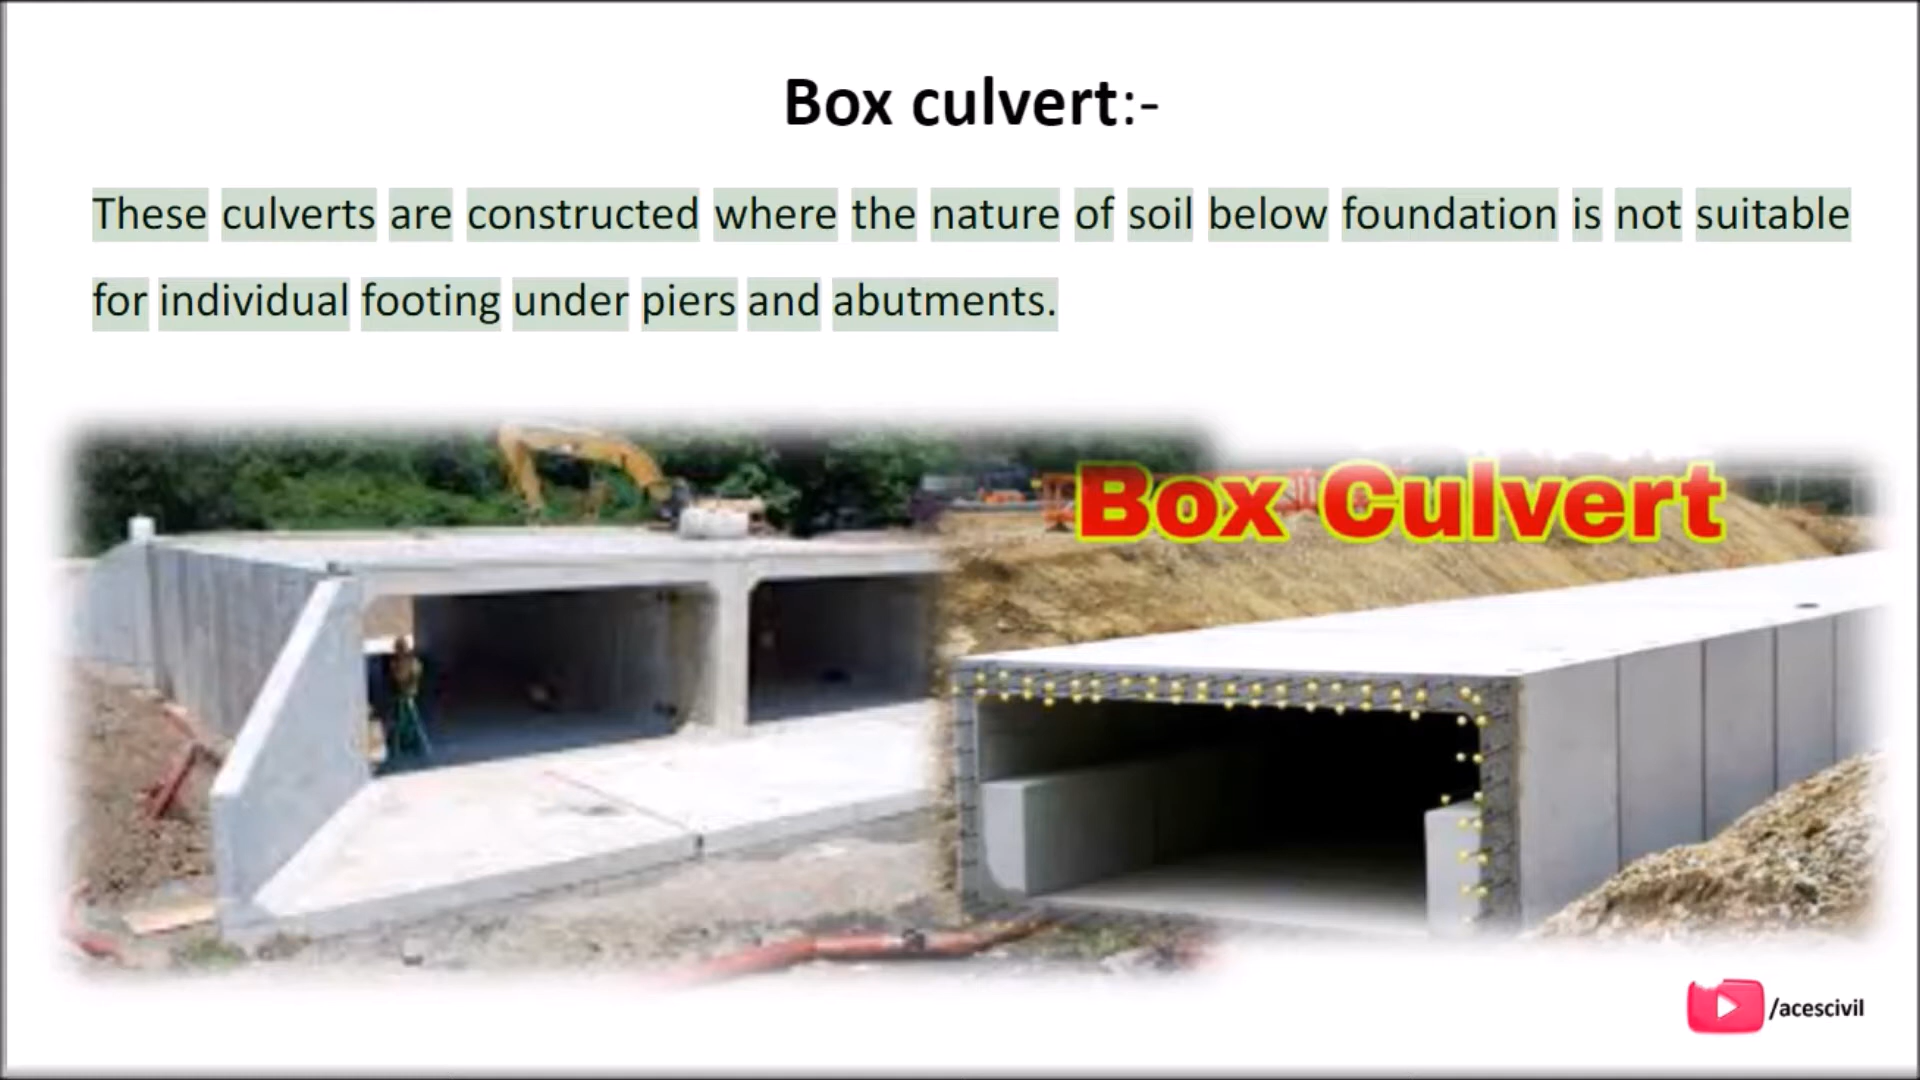 Box culvert:-
These culverts are constructed where the nature of soil below foundation is not suitable
for individual footing under piers and abutments.
Box Culvert
/acescivil